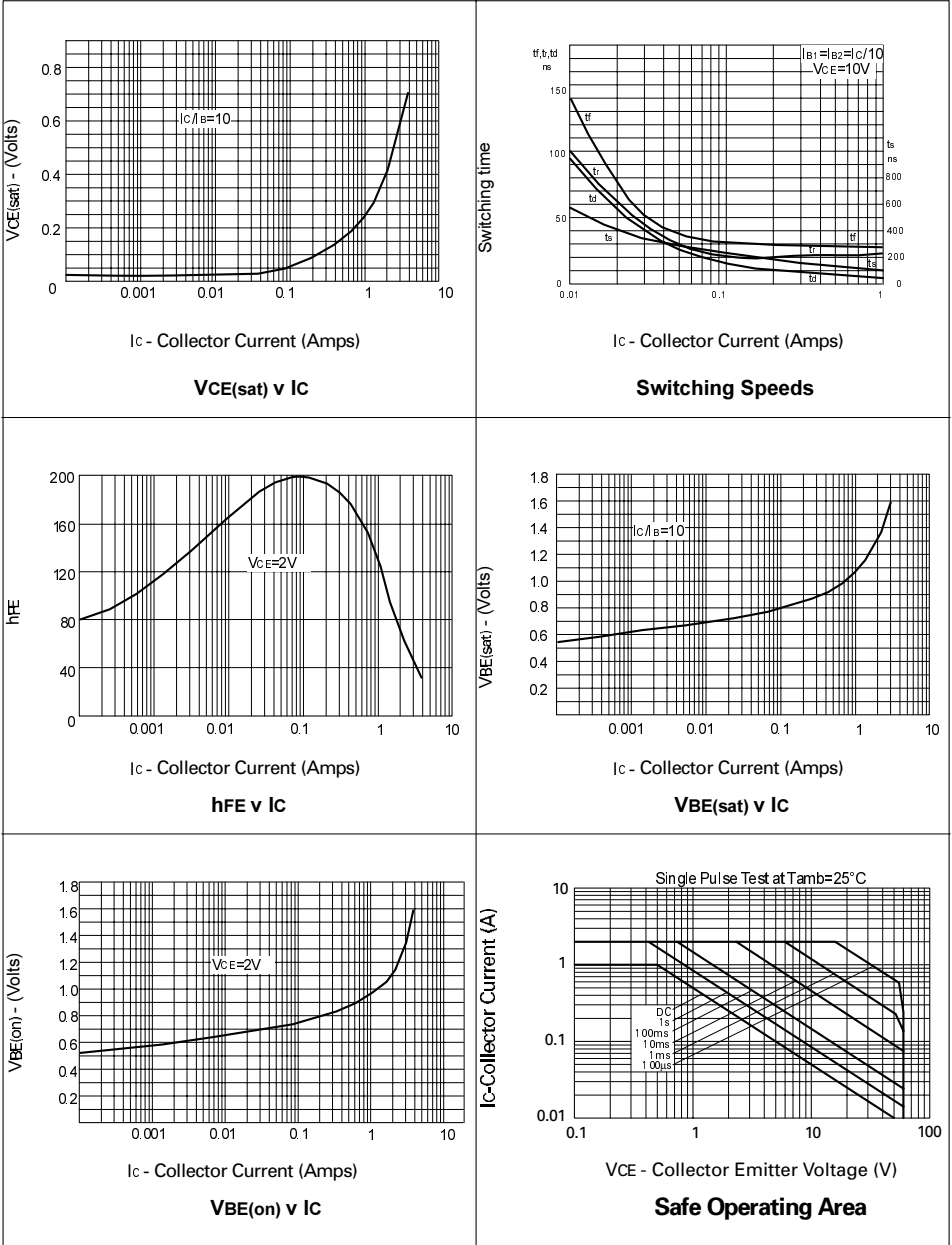 0.8
0.6
0.4
0.2
0
VCE(sat) - (Volts)
IC/IB=10
0.001 0.01 0.1 1 10
IC - Collector Current (Amps)
VCE(sat) v IC
tf,tr,td
ns
150
100
50
0
Switching time
IB1=IB2=IC/10
VCE=10V
tf
tr
td
ts
tf
tr
ts
td
ts
ns
800
600
400
200
0
0.01 0.1 1
IC - Collector Current (Amps)
Switching Speeds
200
160
120
80
40
0
hFE
VCE=2V
0.001 0.01 0.1 1 10
IC - Collector Current (Amps)
hFE v IC
1.8
1.6
1.4
1.2
1.0
0.8
0.6
0.4
0.2
VBE(sat) - (Volts)
IC/IB=10
0.001 0.01 0.1 1 10
IC - Collector Current (Amps)
VBE(sat) v IC
1.8
1.6
1.4
1.2
1.0
0.8
0.6
0.4
0.2
VBE(on) - (Volts)
VCE=2V
0.001 0.01 0.1 1 10
IC - Collector Current (Amps)
VBE(on) v IC
Single Pulse Test at Tamb=25°C
10
1
0.1
0.01
IC-Collector Current (A)
DC
1s
100ms
10ms
1ms
100µs
0.1 1 10 100
VCE - Collector Emitter Voltage (V)
Safe Operating Area